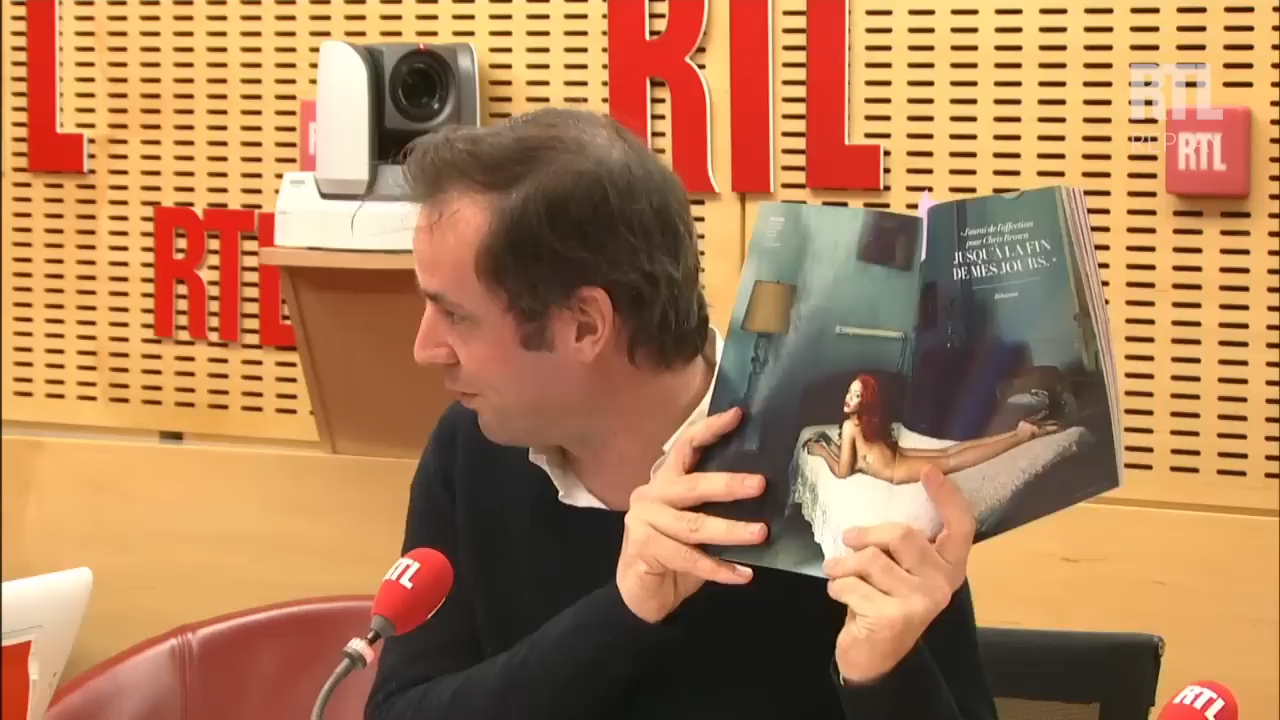 RTL
RTL
RTL
REPLAY
RTL
RTL
« J'aurai de l'affection
pour Chris Brown
JUSQU'À LA FIN
DE MES JOURS. »
Rihanna
RTL
RTL